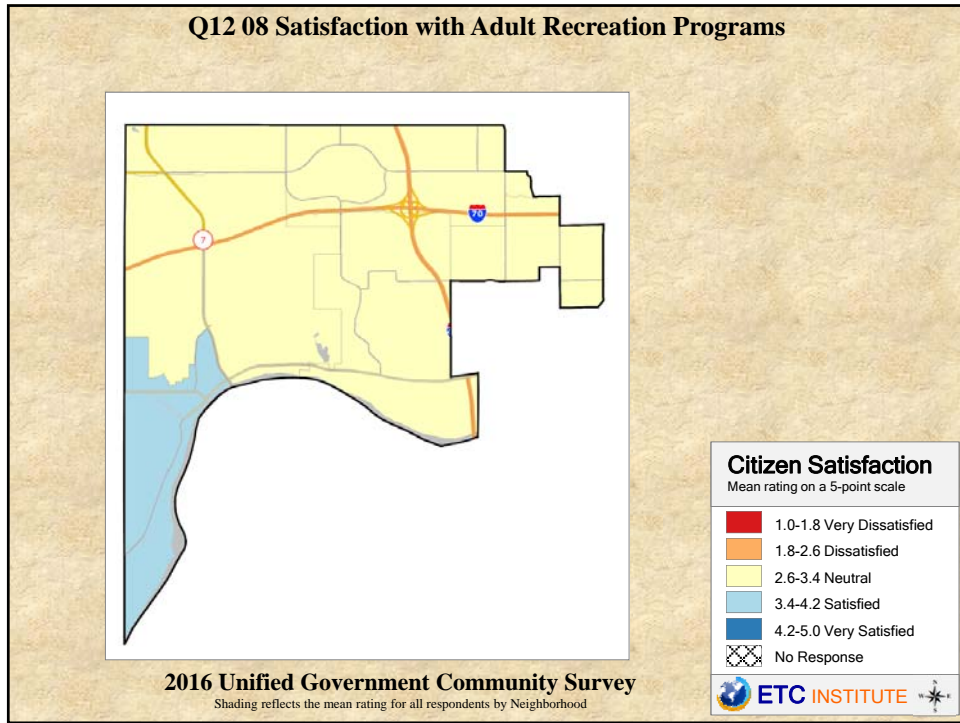 Q12 08 Satisfaction with Adult Recreation Programs
70
7
Citizen Satisfaction
Mean rating on a 5-point scale
1.0-1.8 Very Dissatisfied
1.8-2.6 Dissatisfied
2.6-3.4 Neutral
3.4-4.2 Satisfied
4.2-5.0 Very Satisfied
No Response
2016 Unified Government Community Survey
Shading reflects the mean rating for all respondents by Neighborhood
ETC INSTITUTE
N
W E
S